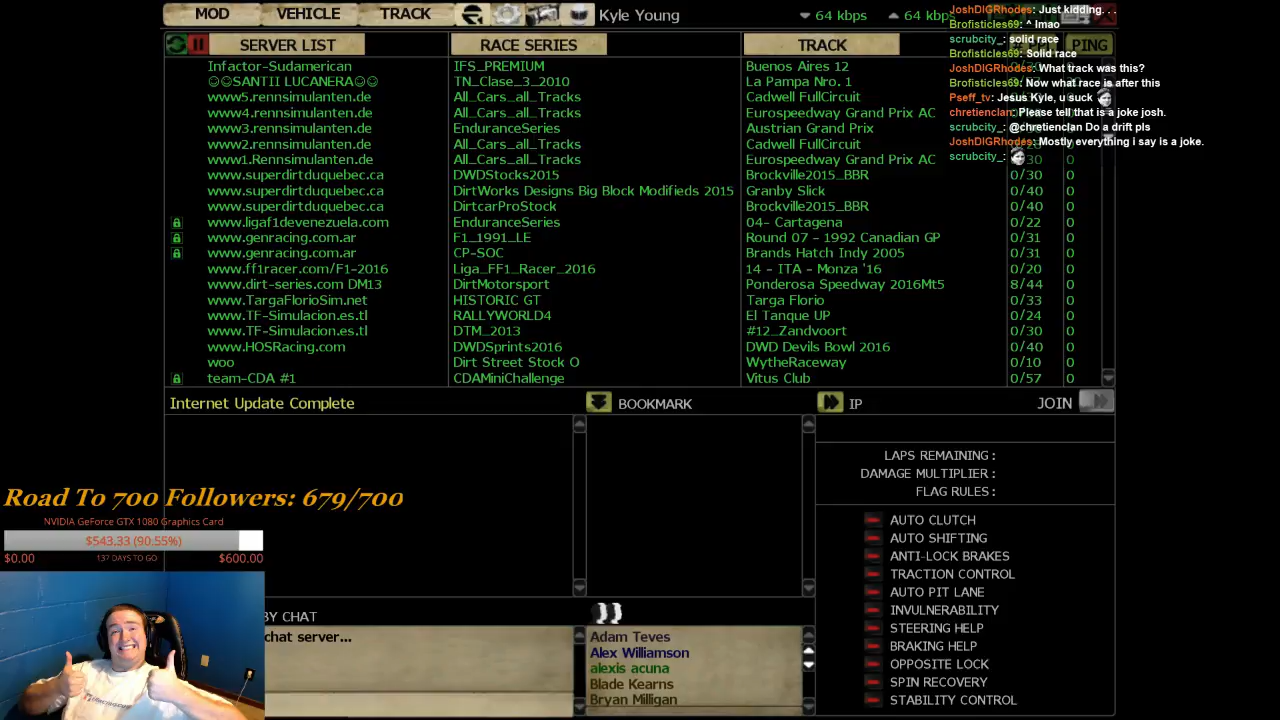 MOD VEHICLE TRACK Kyle Young 64 kbps 64 kbps
SERVER LIST RACE SERIES TRACK PING
Infactor-Sudamerican IFS_PREMIUM Buenos Aires 12
☺☺SANTII LUCANERA☺☺ TN_Clase_3_2010 La Pampa Nro. 1
www5.rennsimulanten.de All_Cars_all_Tracks Cadwell FullCircuit
www4.rennsimulanten.de All_Cars_all_Tracks Eurospeedway Grand Prix AC
www3.rennsimulanten.de EnduranceSeries Austrian Grand Prix
www2.rennsimulanten.de All_Cars_all_Tracks Cadwell FullCircuit
www1.Rennsimulanten.de All_Cars_all_Tracks Eurospeedway Grand Prix AC 0
www.superdirtduquebec.ca DWDStocks2015 Brockville2015_BBR 0/30 0
www.superdirtduquebec.ca DirtWorks Designs Big Block Modifieds 2015 Granby Slick 0/40 0
www.superdirtduquebec.ca DirtcarProStock Brockville2015_BBR 0/40 0
www.ligaf1devenezuela.com EnduranceSeries 04- Cartagena 0/22 0
www.genracing.com.ar F1_1991_LE Round 07 - 1992 Canadian GP 0/31 0
www.genracing.com.ar CP-SOC Brands Hatch Indy 2005 0/31 0
www.ff1racer.com/F1-2016 Liga_FF1_Racer_2016 14 - ITA - Monza '16 0/20 0
www.dirt-series.com DM13 DirtMotorsport Ponderosa Speedway 2016Mt5 8/44 0
www.TargaFlorioSim.net HISTORIC GT Targa Florio 0/33 0
www.TF-Simulacion.es.tl RALLYWORLD4 El Tanque UP 0/24 0
www.TF-Simulacion.es.tl DTM_2013 #12_Zandvoort 0/30 0
www.HOSRacing.com DWDSprints2016 DWD Devils Bowl 2016 0/40 0
woo Dirt Street Stock O WytheRaceway 0/10 0
team-CDA #1 CDAMiniChallenge Vitus Club 0/57 0
JoshDIGRhodes: Just kidding. . .
Brofisticles69: ^ lmao
scrubcity_: solid race
Brofisticles69: Solid race
JoshDIGRhodes: What track was this?
Brofisticles69: Now what race is after this
Pseff_tv: Jesus Kyle, u suck
chretienclan: Please tell that is a joke josh.
scrubcity_: @chretienclan Do a drift pls
JoshDIGRhodes: Mostly everything I say is a joke.
scrubcity_:
Internet Update Complete BOOKMARK IP JOIN
LAPS REMAINING :
DAMAGE MULTIPLIER :
FLAG RULES :
AUTO CLUTCH
AUTO SHIFTING
ANTI-LOCK BRAKES
TRACTION CONTROL
AUTO PIT LANE
INVULNERABILITY
STEERING HELP
BRAKING HELP
OPPOSITE LOCK
SPIN RECOVERY
STABILITY CONTROL
Road To 700 Followers: 679/700
NVIDIA GeForce GTX 1080 Graphics Card
$543.33 (90.55%)
$0.00 137 DAYS TO GO $600.00
BY CHAT
chat server...
Adam Teves
Alex Williamson
alexis acuna
Blade Kearns
Bryan Milligan